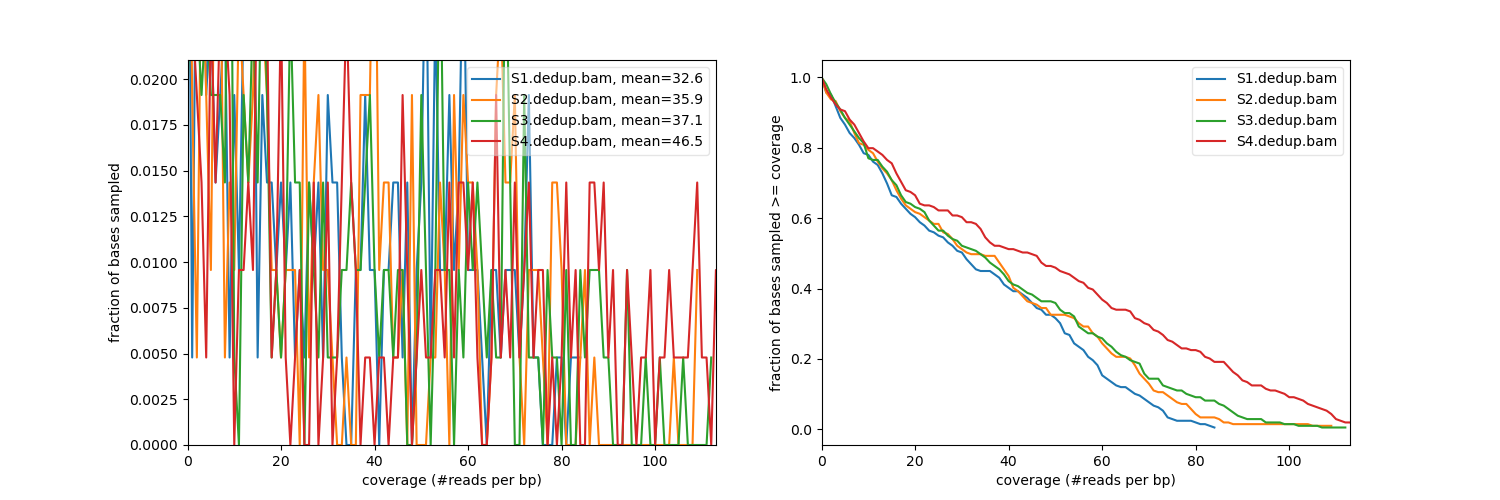 0.0200
0.0175
0.0150
0.0125
0.0100
0.0075
0.0050
0.0025
0.0000
fraction of bases sampled
0 20 40 60 80 100
coverage (#reads per bp)
S1.dedup.bam, mean=32.6
S2.dedup.bam, mean=35.9
S3.dedup.bam, mean=37.1
S4.dedup.bam, mean=46.5
1.0
0.8
0.6
0.4
0.2
0.0
fraction of bases sampled >= coverage
0 20 40 60 80 100
coverage (#reads per bp)
S1.dedup.bam
S2.dedup.bam
S3.dedup.bam
S4.dedup.bam